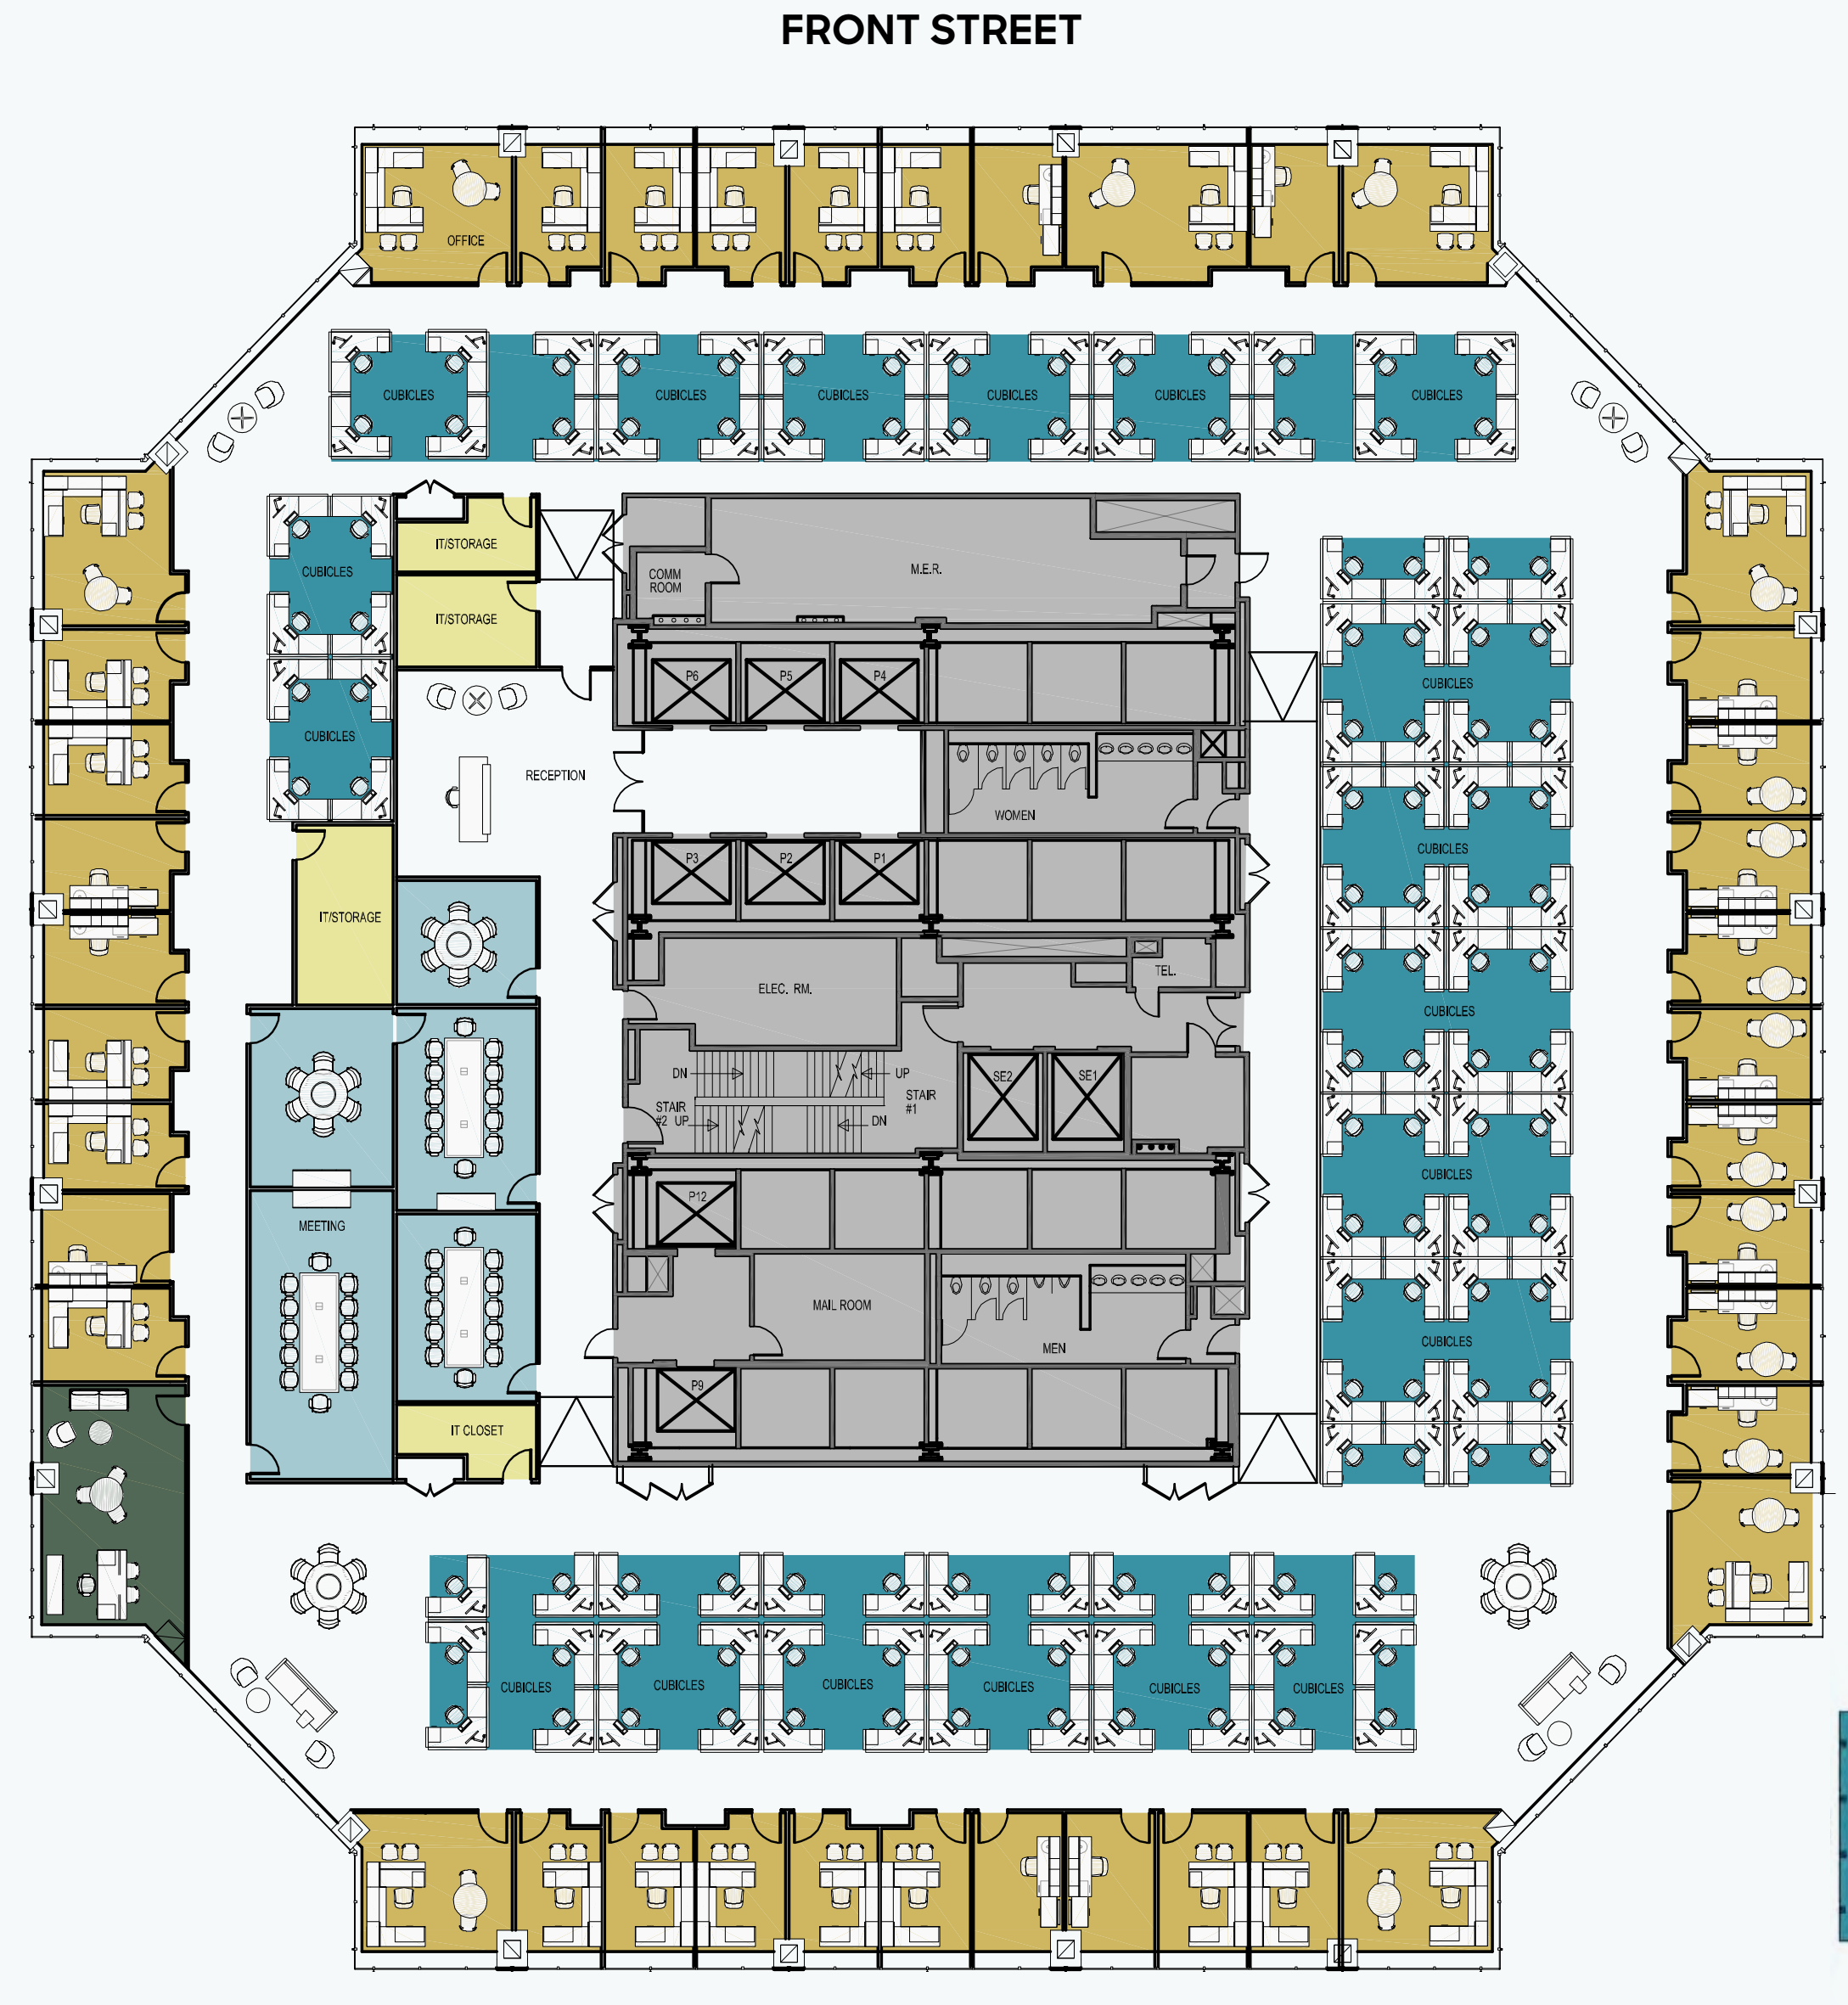 FRONT STREET
OFFICE
CUBICLES
CUBICLES
CUBICLES
CUBICLES
CUBICLES
CUBICLES
IT/STORAGE
CUBICLES
COMM
ROOM
M.E.R.
IT/STORAGE
P6
P5
P4
CUBICLES
CUBICLES
RECEPTION
WOMEN
CUBICLES
P3
P2
P1
IT/STORAGE
TEL.
ELEC. RM.
CUBICLES
DN
UP
SE2
SE1
STAIR
#1
STAIR
#2 UP
DN
CUBICLES
P12
MEETING
MAIL ROOM
CUBICLES
MEN
P9
IT CLOSET
CUBICLES
CUBICLES
CUBICLES
CUBICLES
CUBICLES
CUBICLES